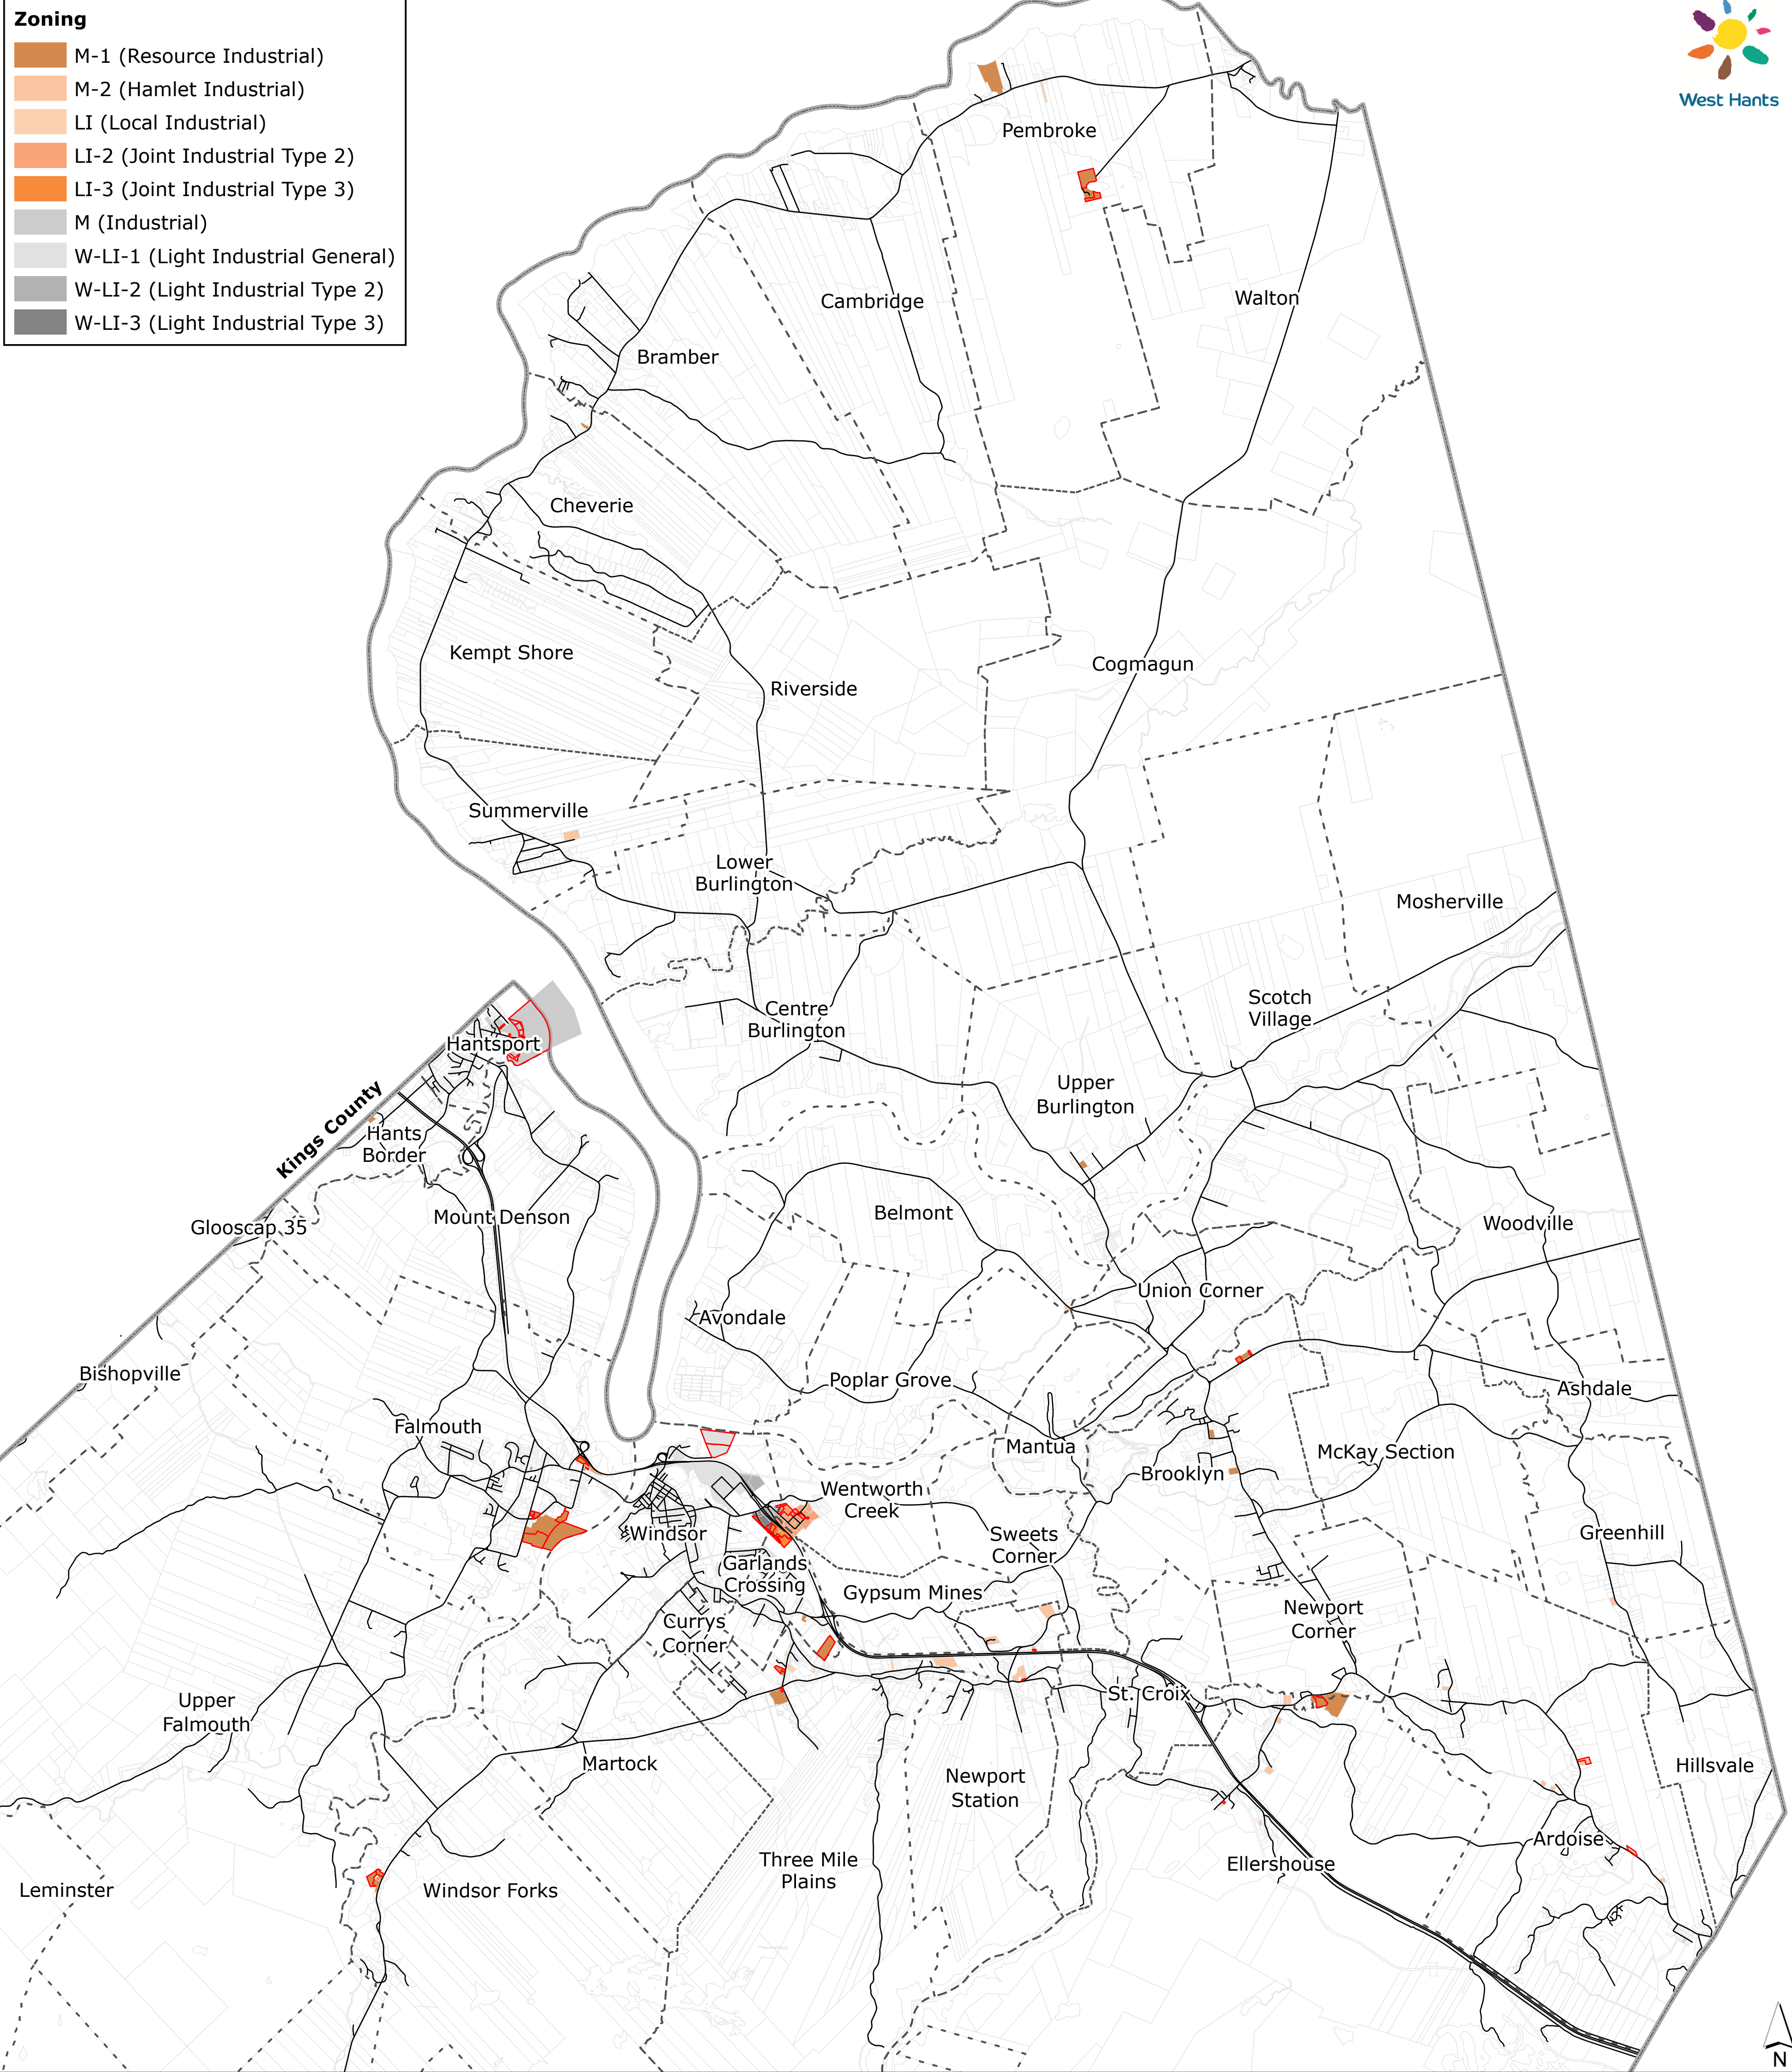 Zoning
M-1 (Resource Industrial)
M-2 (Hamlet Industrial)
LI (Local Industrial)
LI-2 (Joint Industrial Type 2)
LI-3 (Joint Industrial Type 3)
M (Industrial)
W-LI-1 (Light Industrial General)
W-LI-2 (Light Industrial Type 2)
W-LI-3 (Light Industrial Type 3)
West Hants
Pembroke
Cambridge
Walton
Bramber
Cheverie
Kempt Shore
Riverside
Cogmagun
Summerville
Lower
Burlington
Mosherville
Centre
Burlington
Scotch
Village
Hantsport
Upper
Burlington
Kings County
Hants
Border
Glooscap 35
Mount Denson
Belmont
Woodville
Union Corner
Avondale
Bishopville
Poplar Grove
Ashdale
Falmouth
Mantua
McKay Section
Brooklyn
Wentworth
Creek
Windsor
Sweets
Corner
Greenhill
Garlands
Crossing
Gypsum Mines
Currys
Corner
Newport
Corner
St. Croix
Upper
Falmouth
Martock
Newport
Station
Hillsvale
Three Mile
Plains
Ardoise
Ellershouse
Leminster
Windsor Forks
N